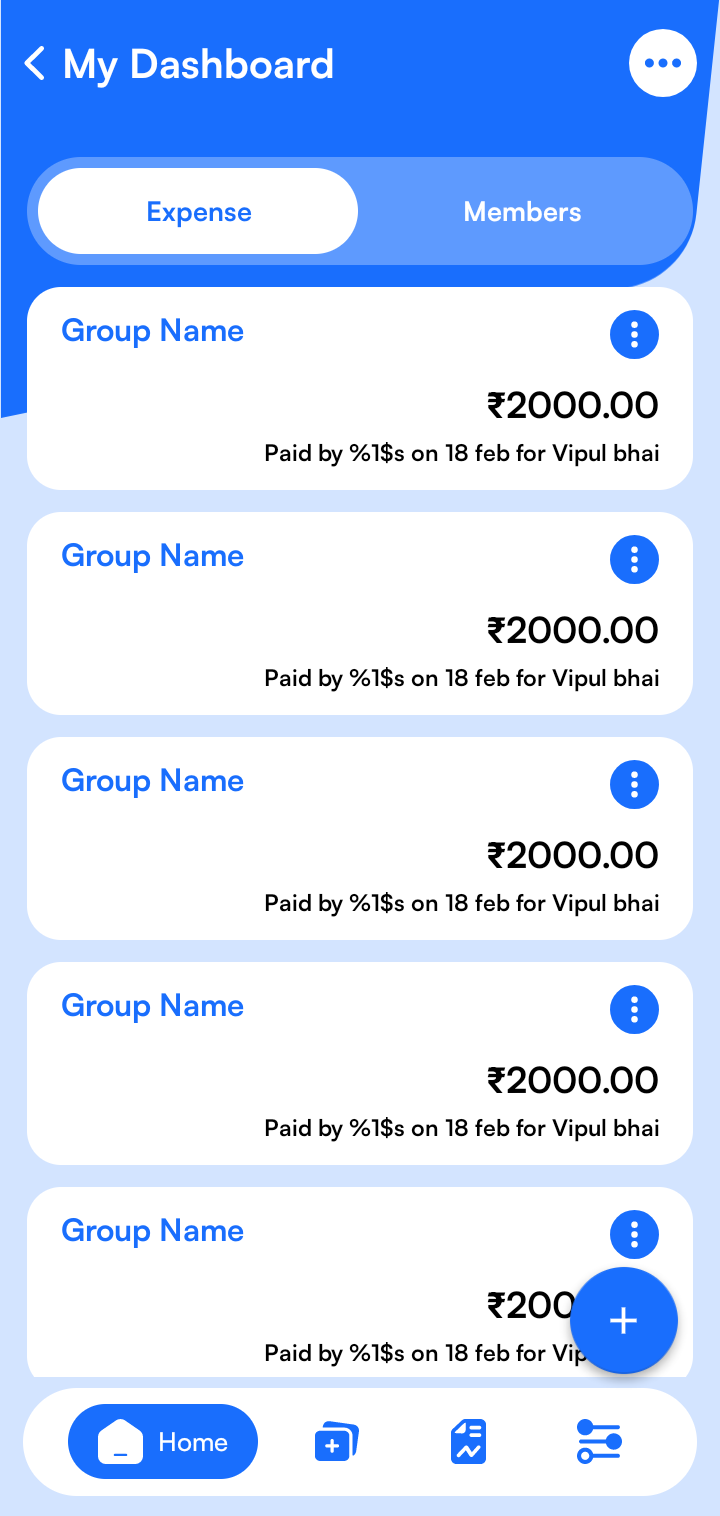 My Dashboard
Expense
Members
Group Name
₹2000.00
Paid by %1$s on 18 feb for Vipul bhai
Group Name
₹2000.00
Paid by %1$s on 18 feb for Vipul bhai
Group Name
₹2000.00
Paid by %1$s on 18 feb for Vipul bhai
Group Name
₹2000.00
Paid by %1$s on 18 feb for Vipul bhai
Group Name
₹200
Paid by %1$s on 18 feb for Vip
Home